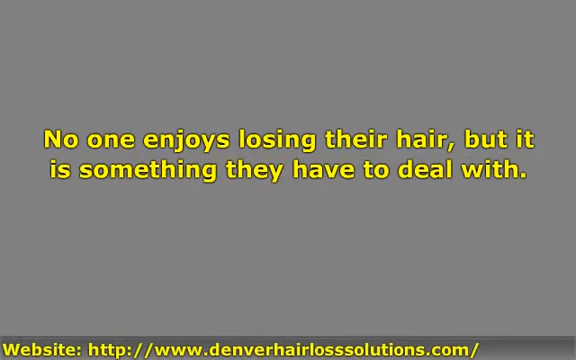 No one enjoys losing their hair, but it
is something they have to deal with.
Website: http://www.denverhairlosssolutions.com/